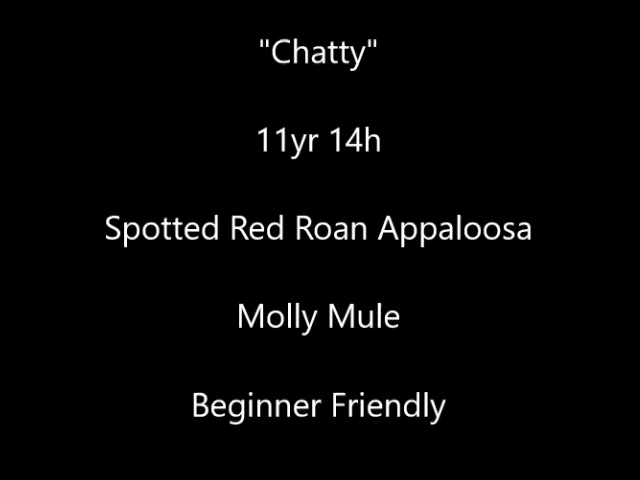 "Chatty"
11yr 14h
Spotted Red Roan Appaloosa
Molly Mule
Beginner Friendly